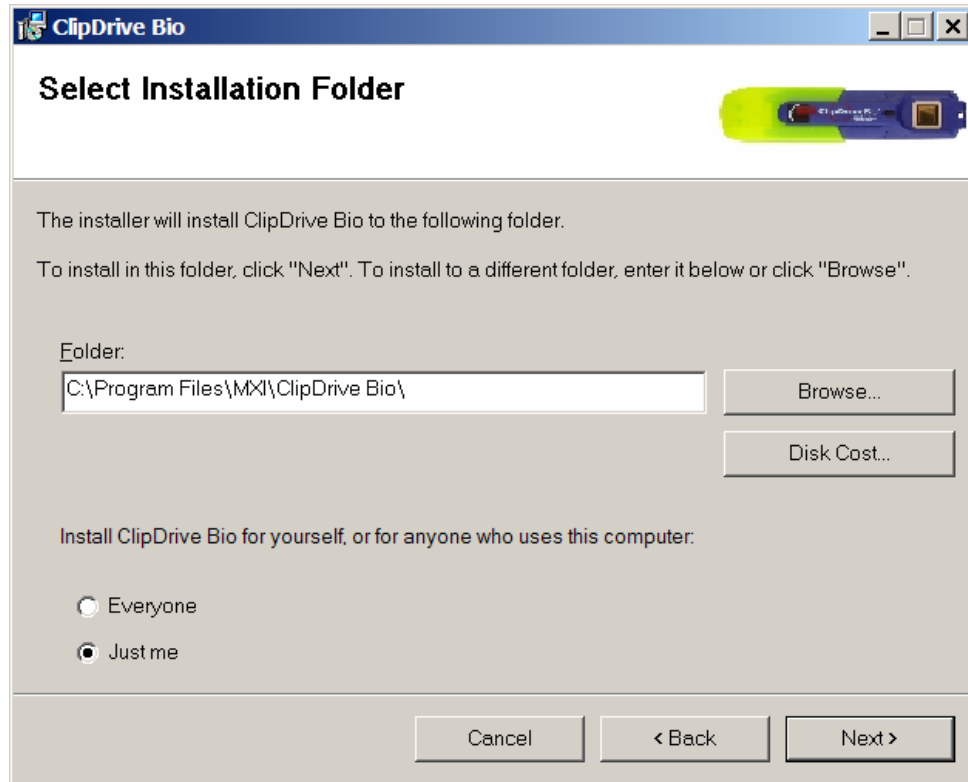 ClipDrive Bio
Select Installation Folder
ClipDrive Bio
The installer will install ClipDrive Bio to the following folder.
To install in this folder, click "Next". To install to a different folder, enter it below or click "Browse".
Folder:
C:\Program Files\MXI\ClipDrive Bio\
Browse...
Disk Cost...
Install ClipDrive Bio for yourself, or for anyone who uses this computer:
Everyone
Just me
Cancel
< Back
Next >